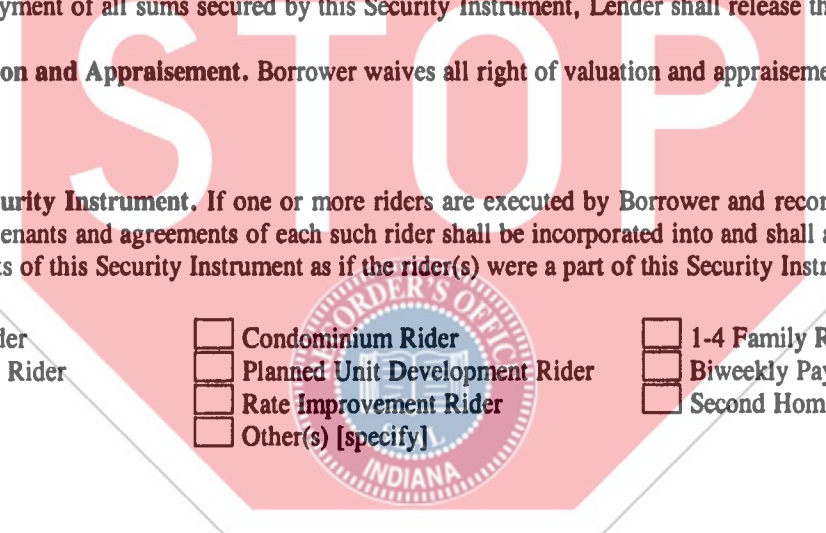 yment of all sums secured by this Security Instrument, Lender shall release th
on and Appraisement. Borrower waives all right of valuation and appraiseme
STOP
urity Instrument. If one or more riders are executed by Borrower and recor
enants and agreements of each such rider shall be incorporated into and shall a
ts of this Security Instrument as if the rider(s) were a part of this Security Instr
der Condominium Rider 1-4 Family R
Rider Planned Unit Development Rider Biweekly Pay
Rate Improvement Rider Second Hom
Other(s) [specify]
RECORDER'S OFFICE
SEAL
INDIANA